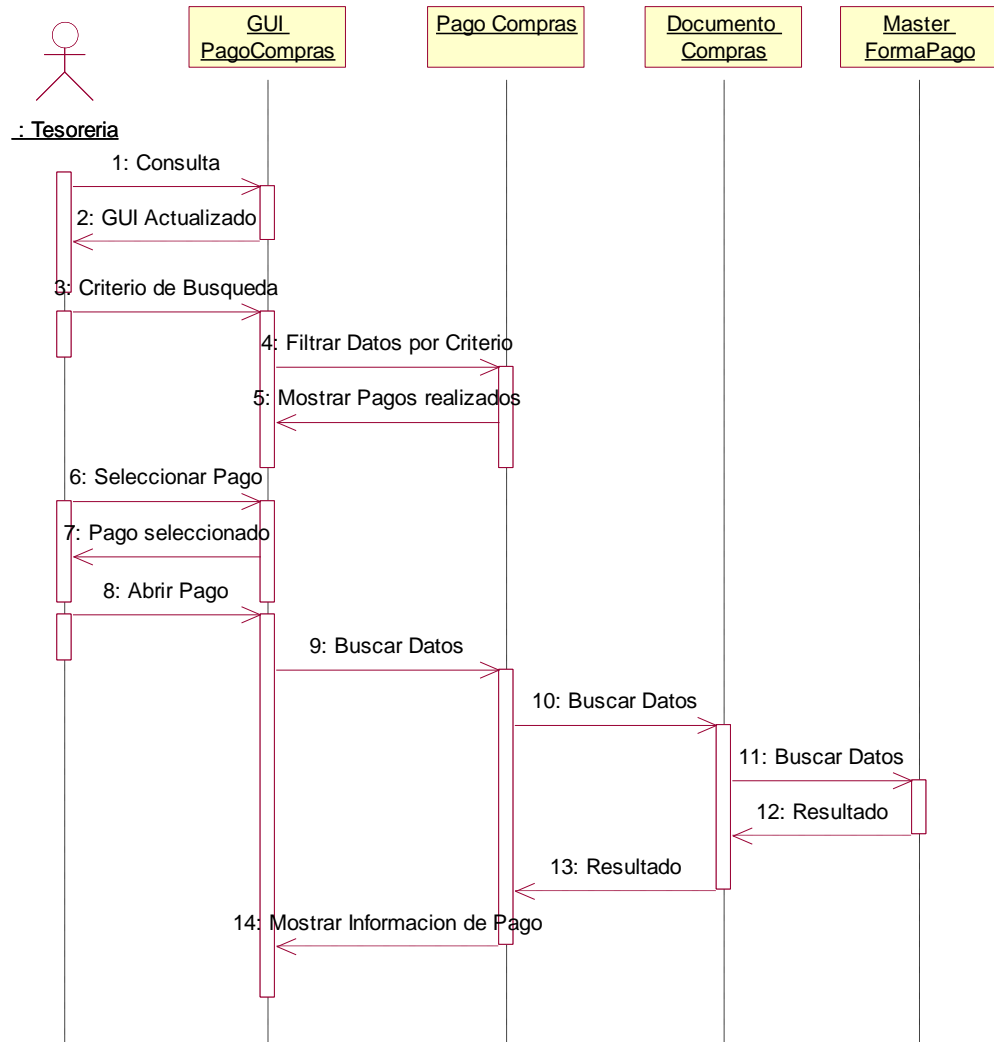 GUI
PagoCompras
Pago Compras
Documento
Compras
Master
FormaPago
: Tesoreria
1: Consulta
2: GUI Actualizado
3: Criterio de Busqueda
4: Filtrar Datos por Criterio
5: Mostrar Pagos realizados
6: Seleccionar Pago
7: Pago seleccionado
8: Abrir Pago
9: Buscar Datos
10: Buscar Datos
11: Buscar Datos
12: Resultado
13: Resultado
14: Mostrar Informacion de Pago